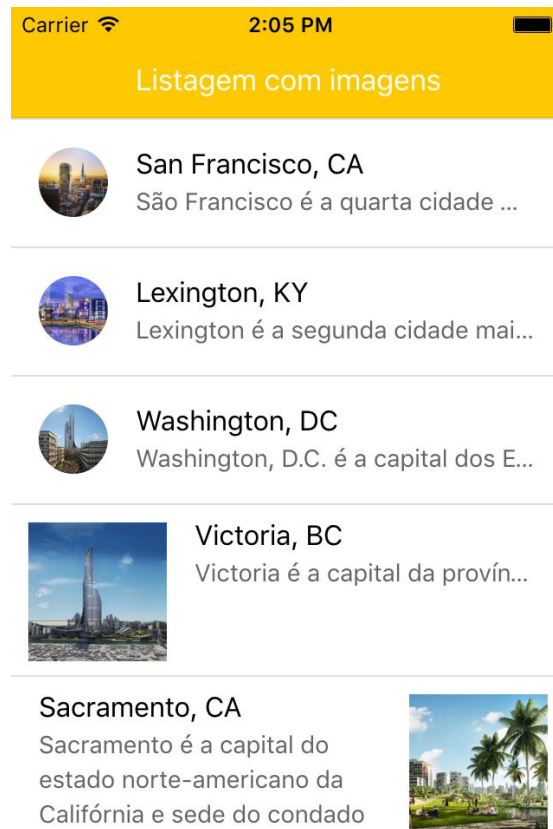 Carrier
2:05 PM
Listagem com imagens
San Francisco, CA
São Francisco é a quarta cidade ...
Lexington, KY
Lexington é a segunda cidade mai...
Washington, DC
Washington, D.C. é a capital dos E...
Victoria, BC
Victoria é a capital da provín...
Sacramento, CA
Sacramento é a capital do
estado norte-americano da
Califórnia e sede do condado